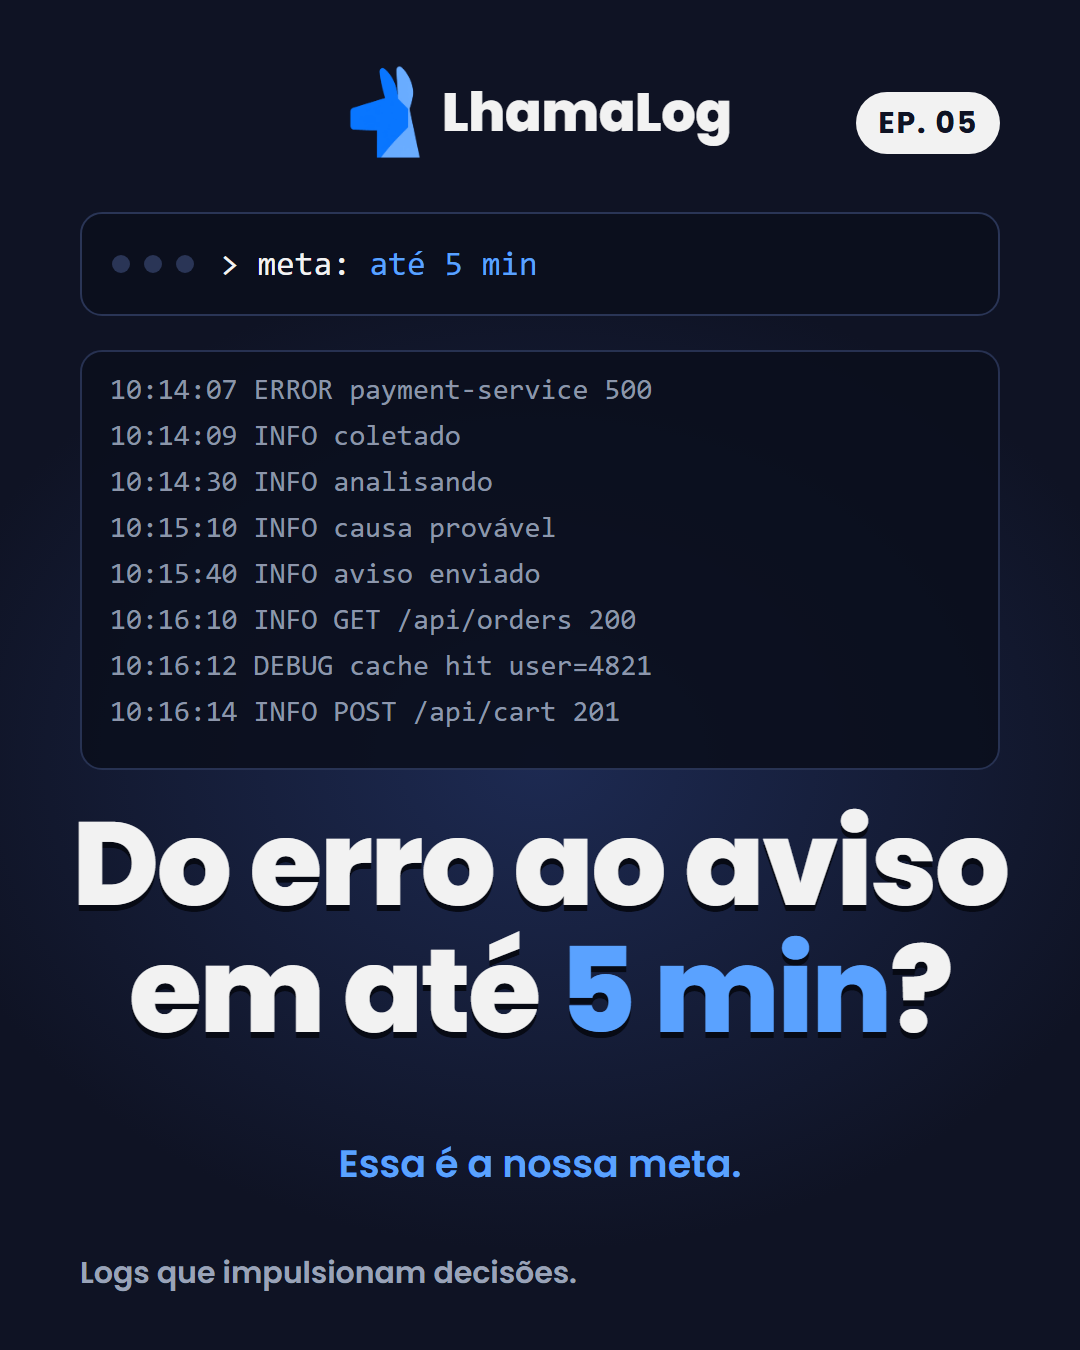 LhamaLog
EP. 05
> meta: até 5 min
10:14:07 ERROR payment-service 500
10:14:09 INFO coletado
10:14:30 INFO analisando
10:15:10 INFO causa provável
10:15:40 INFO aviso enviado
10:16:10 INFO GET /api/orders 200
10:16:12 DEBUG cache hit user=4821
10:16:14 INFO POST /api/cart 201
Do erro ao aviso
em até 5 min?
Essa é a nossa meta.
Logs que impulsionam decisões.